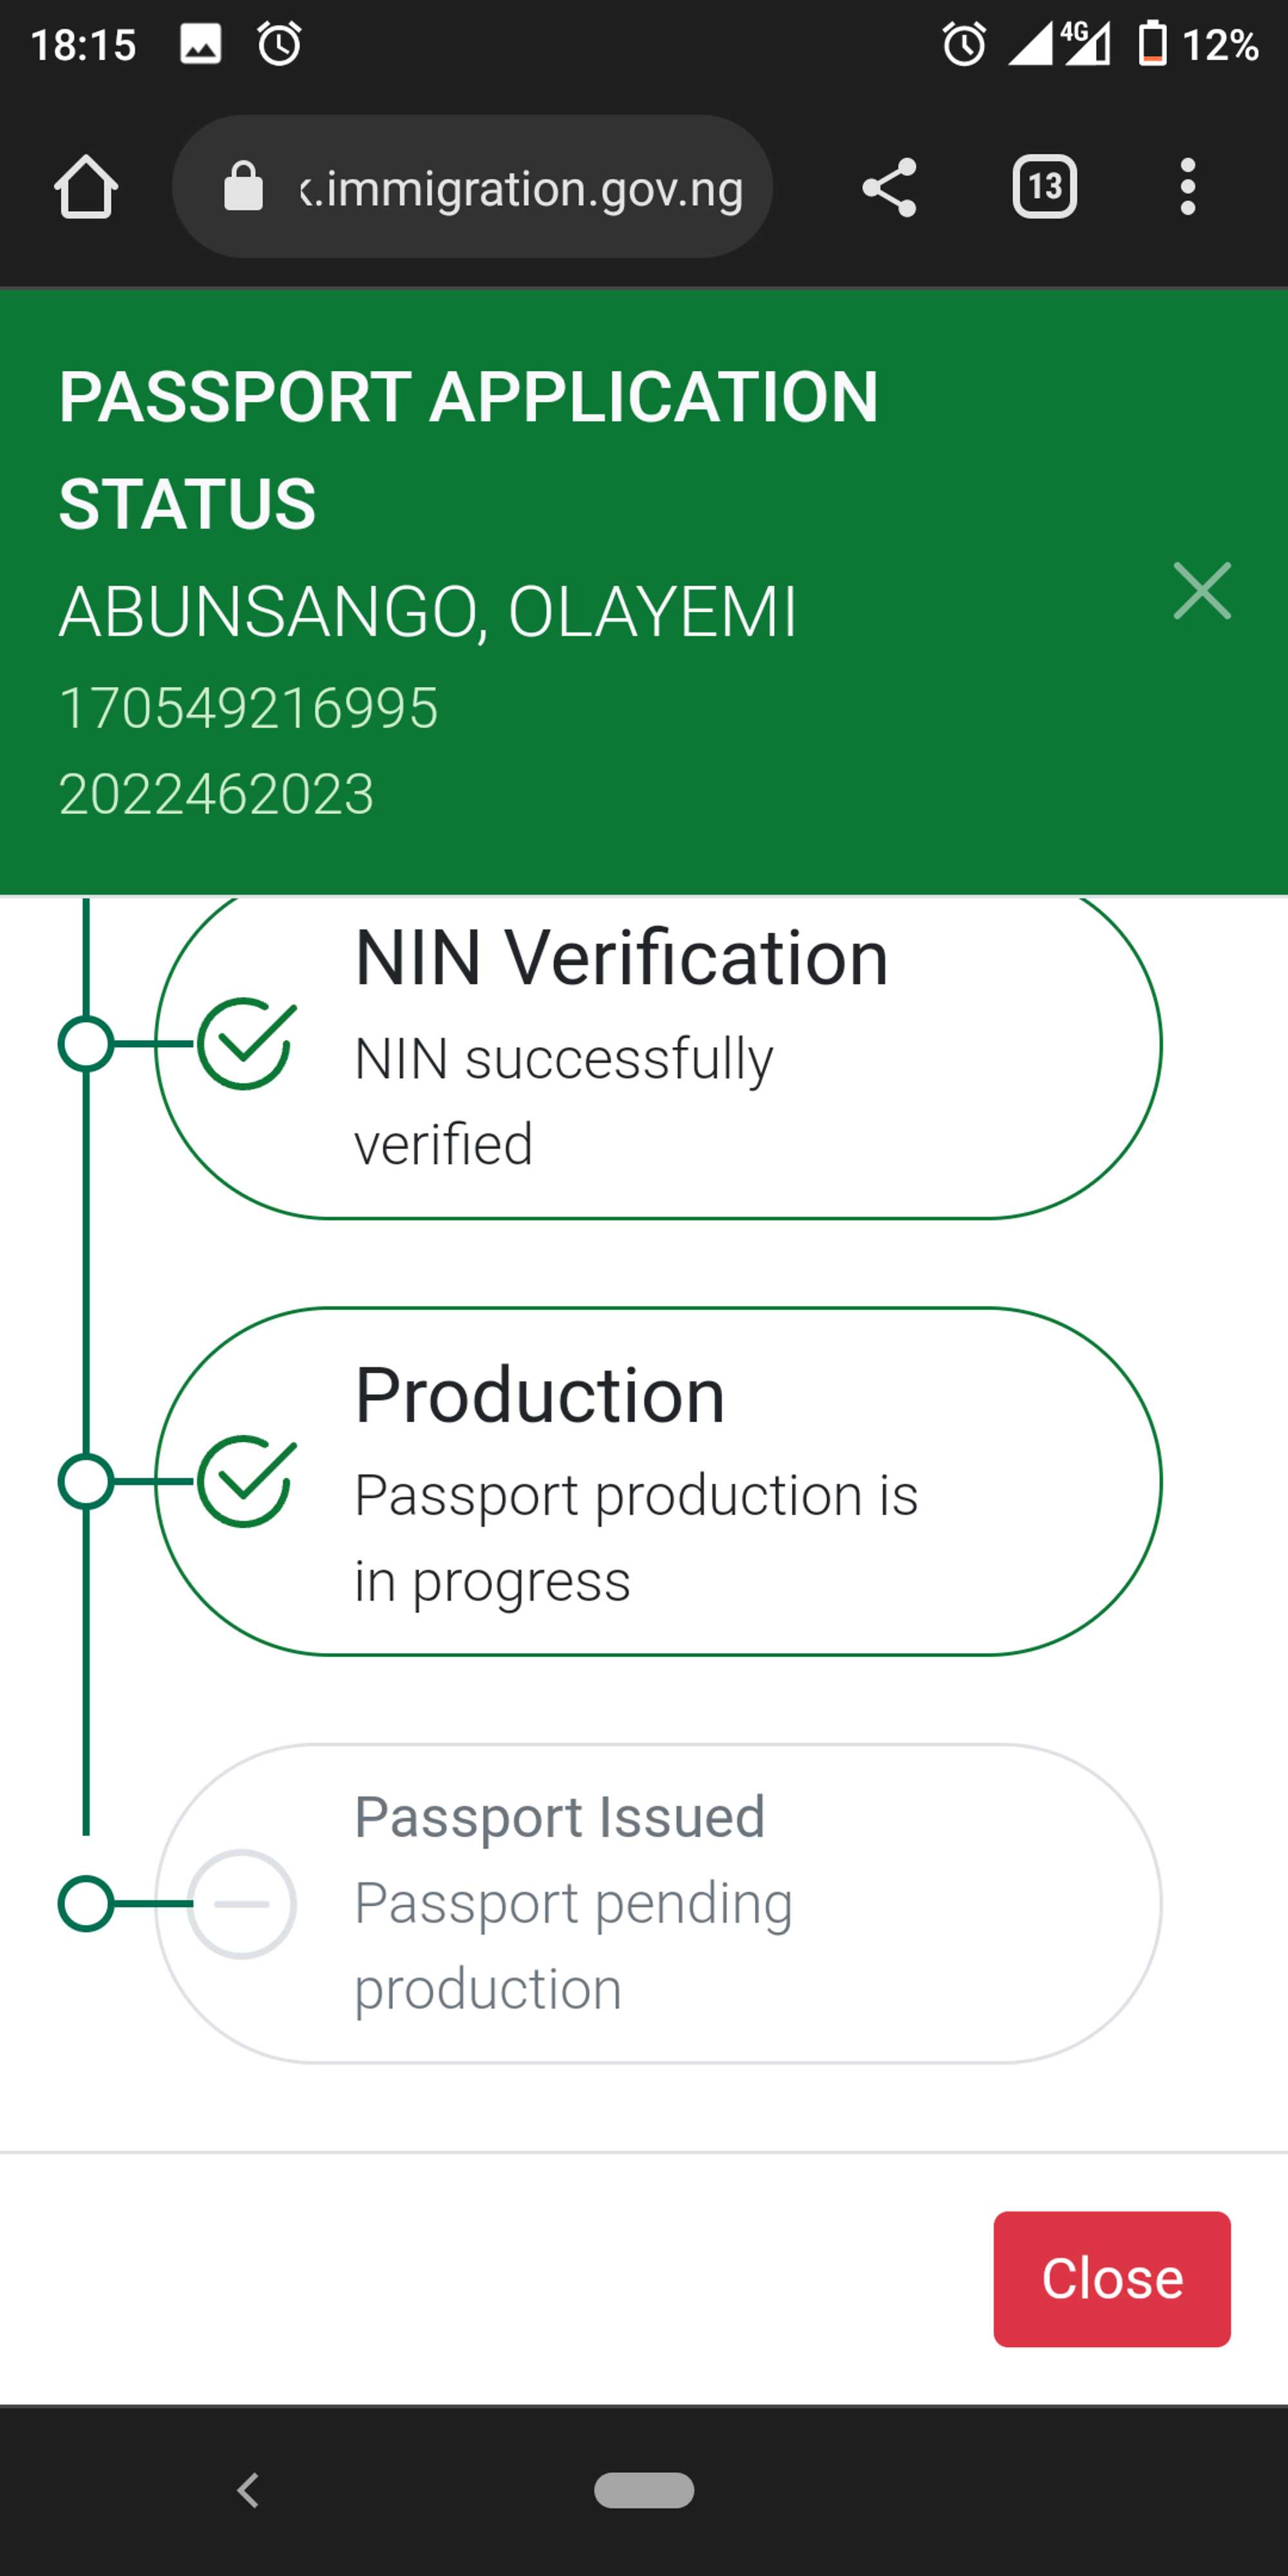 18:15
4G
12%
.immigration.gov.ng
13
PASSPORT APPLICATION
STATUS
ABUNSANGO, OLAYEMI
170549216995
2022462023
NIN Verification
NIN successfully
verified
Production
Passport production is
in progress
Passport Issued
Passport pending
production
Close